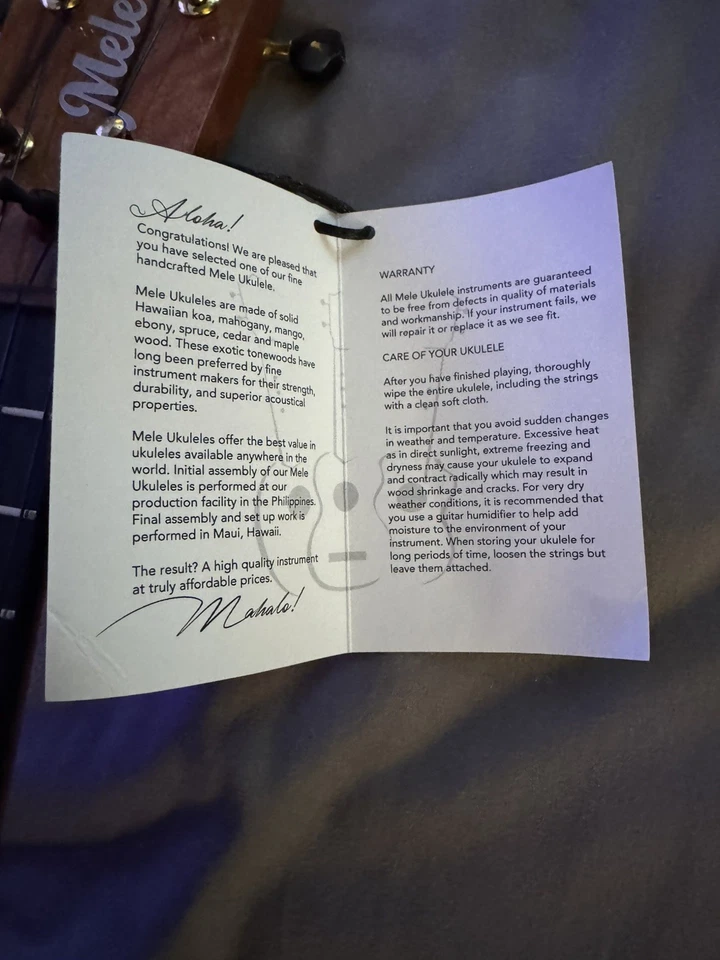 Mele
Aloha!
Congratulations! We are pleased that
you have selected one of our fine
handcrafted Mele Ukulele.
Mele Ukuleles are made of solid
Hawaiian koa, mahogany, mango,
ebony, spruce, cedar and maple
wood. These exotic tonewoods have
long been preferred by fine
instrument makers for their strength,
durability, and superior acoustical
properties.
Mele Ukuleles offer the best value in
ukuleles available anywhere in the
world. Initial assembly of our Mele
Ukuleles is performed at our
production facility in the Philippines.
Final assembly and set up work is
performed in Maui, Hawaii.
The result? A high quality instrument
at truly affordable prices.
Mahalo!
WARRANTY
All Mele Ukulele instruments are guaranteed
to be free from defects in quality of materials
and workmanship. If your instrument fails, we
will repair it or replace it as we see fit.
CARE OF YOUR UKULELE
After you have finished playing, thoroughly
wipe the entire ukulele, including the strings
with a clean soft cloth.
It is important that you avoid sudden changes
in weather and temperature. Excessive heat
as in direct sunlight, extreme freezing and
dryness may cause your ukulele to expand
and contract radically which may result in
wood shrinkage and cracks. For very dry
weather conditions, it is recommended that
you use a guitar humidifier to help add
moisture to the environment of your
instrument. When storing your ukulele for
long periods of time, loosen the strings but
leave them attached.